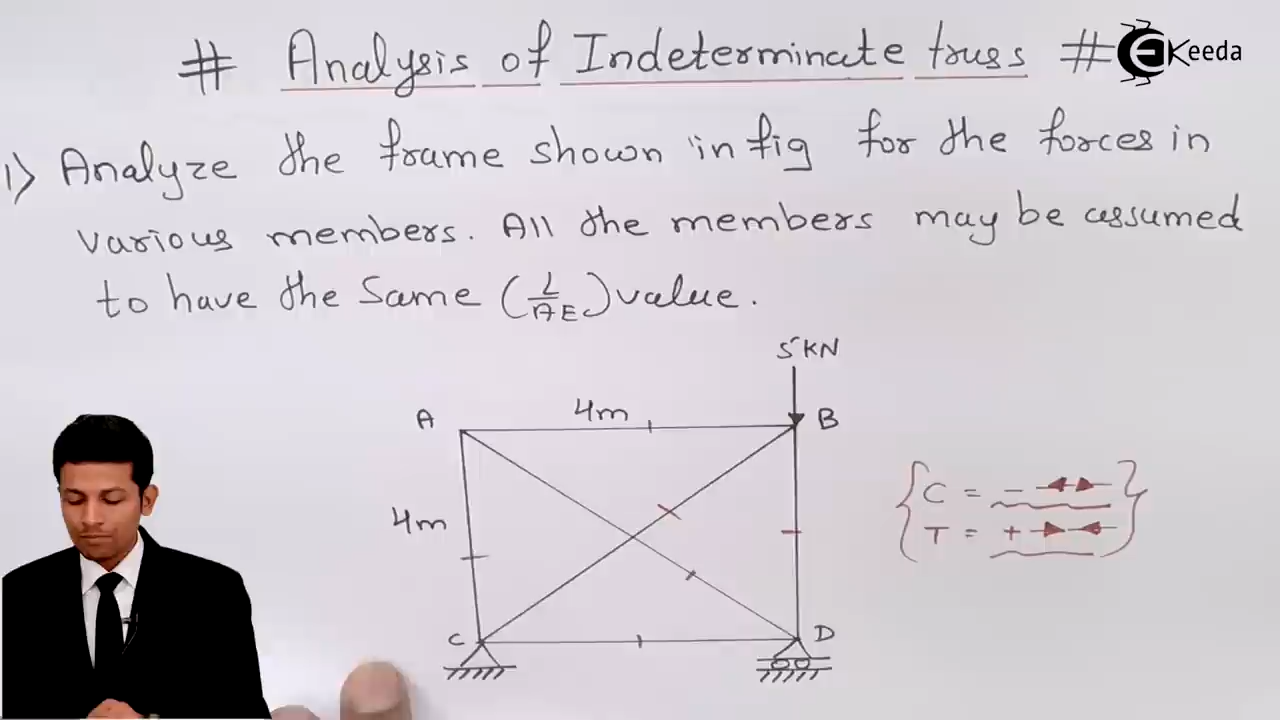 # Analysis of Indeterminate truss #
EKeeda
1) Analyze the frame shown in fig for the forces in
various members. All the members may be assumed
to have the same (L/AE) value.
5 KN
A 4m B
4m
C D
C = -
T = +